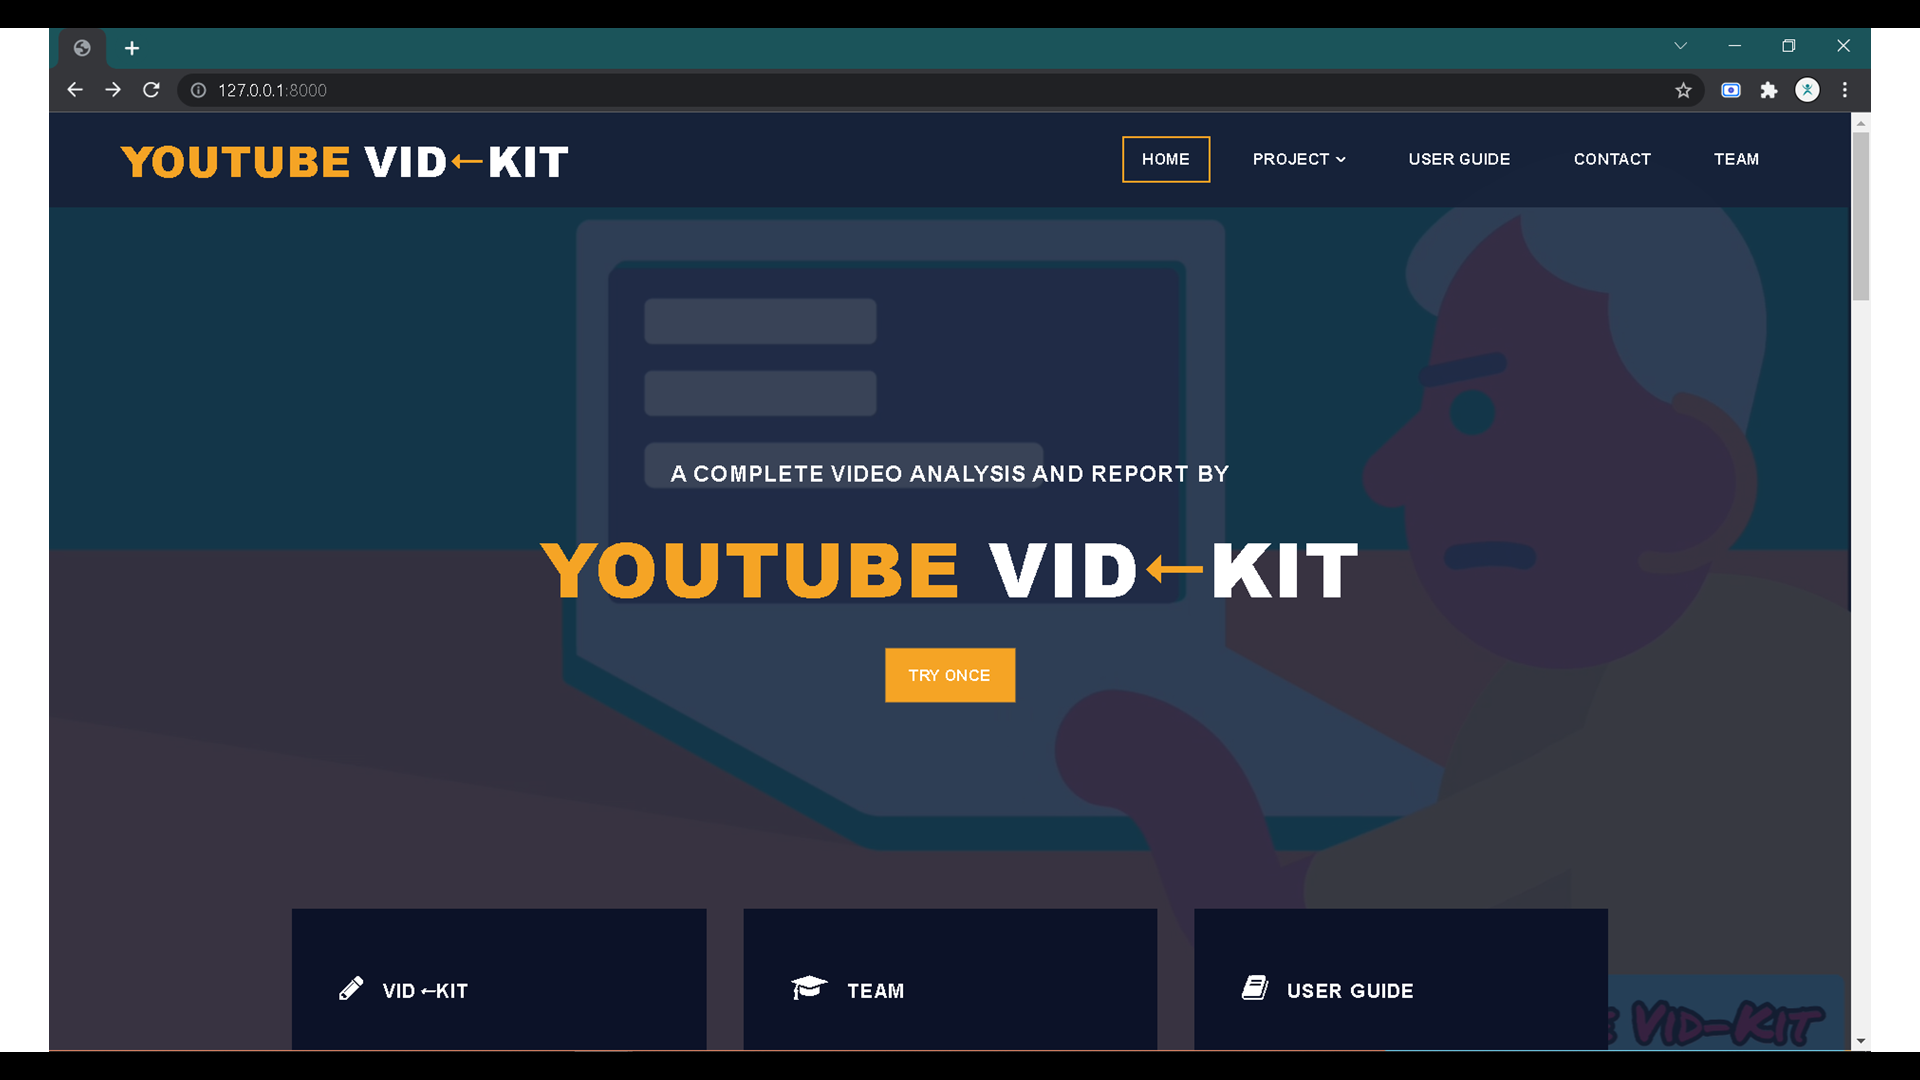 127.0.0.1:8000
YOUTUBE VID←KIT
HOME PROJECT USER GUIDE CONTACT TEAM
A COMPLETE VIDEO ANALYSIS AND REPORT BY
YOUTUBE VID←KIT
TRY ONCE
VID ←KIT
TEAM
USER GUIDE
VID-KIT